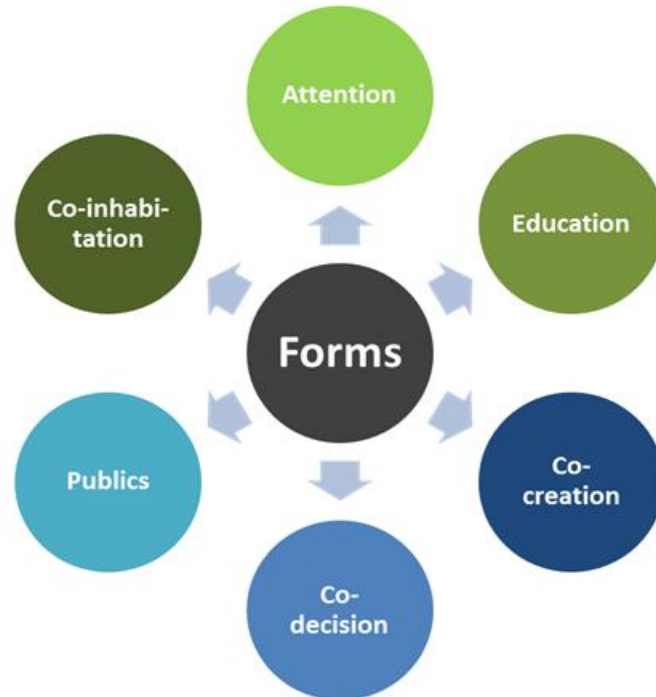 Attention
Co-inhabi-
tation
Education
Forms
Publics
Co-
creation
Co-
decision